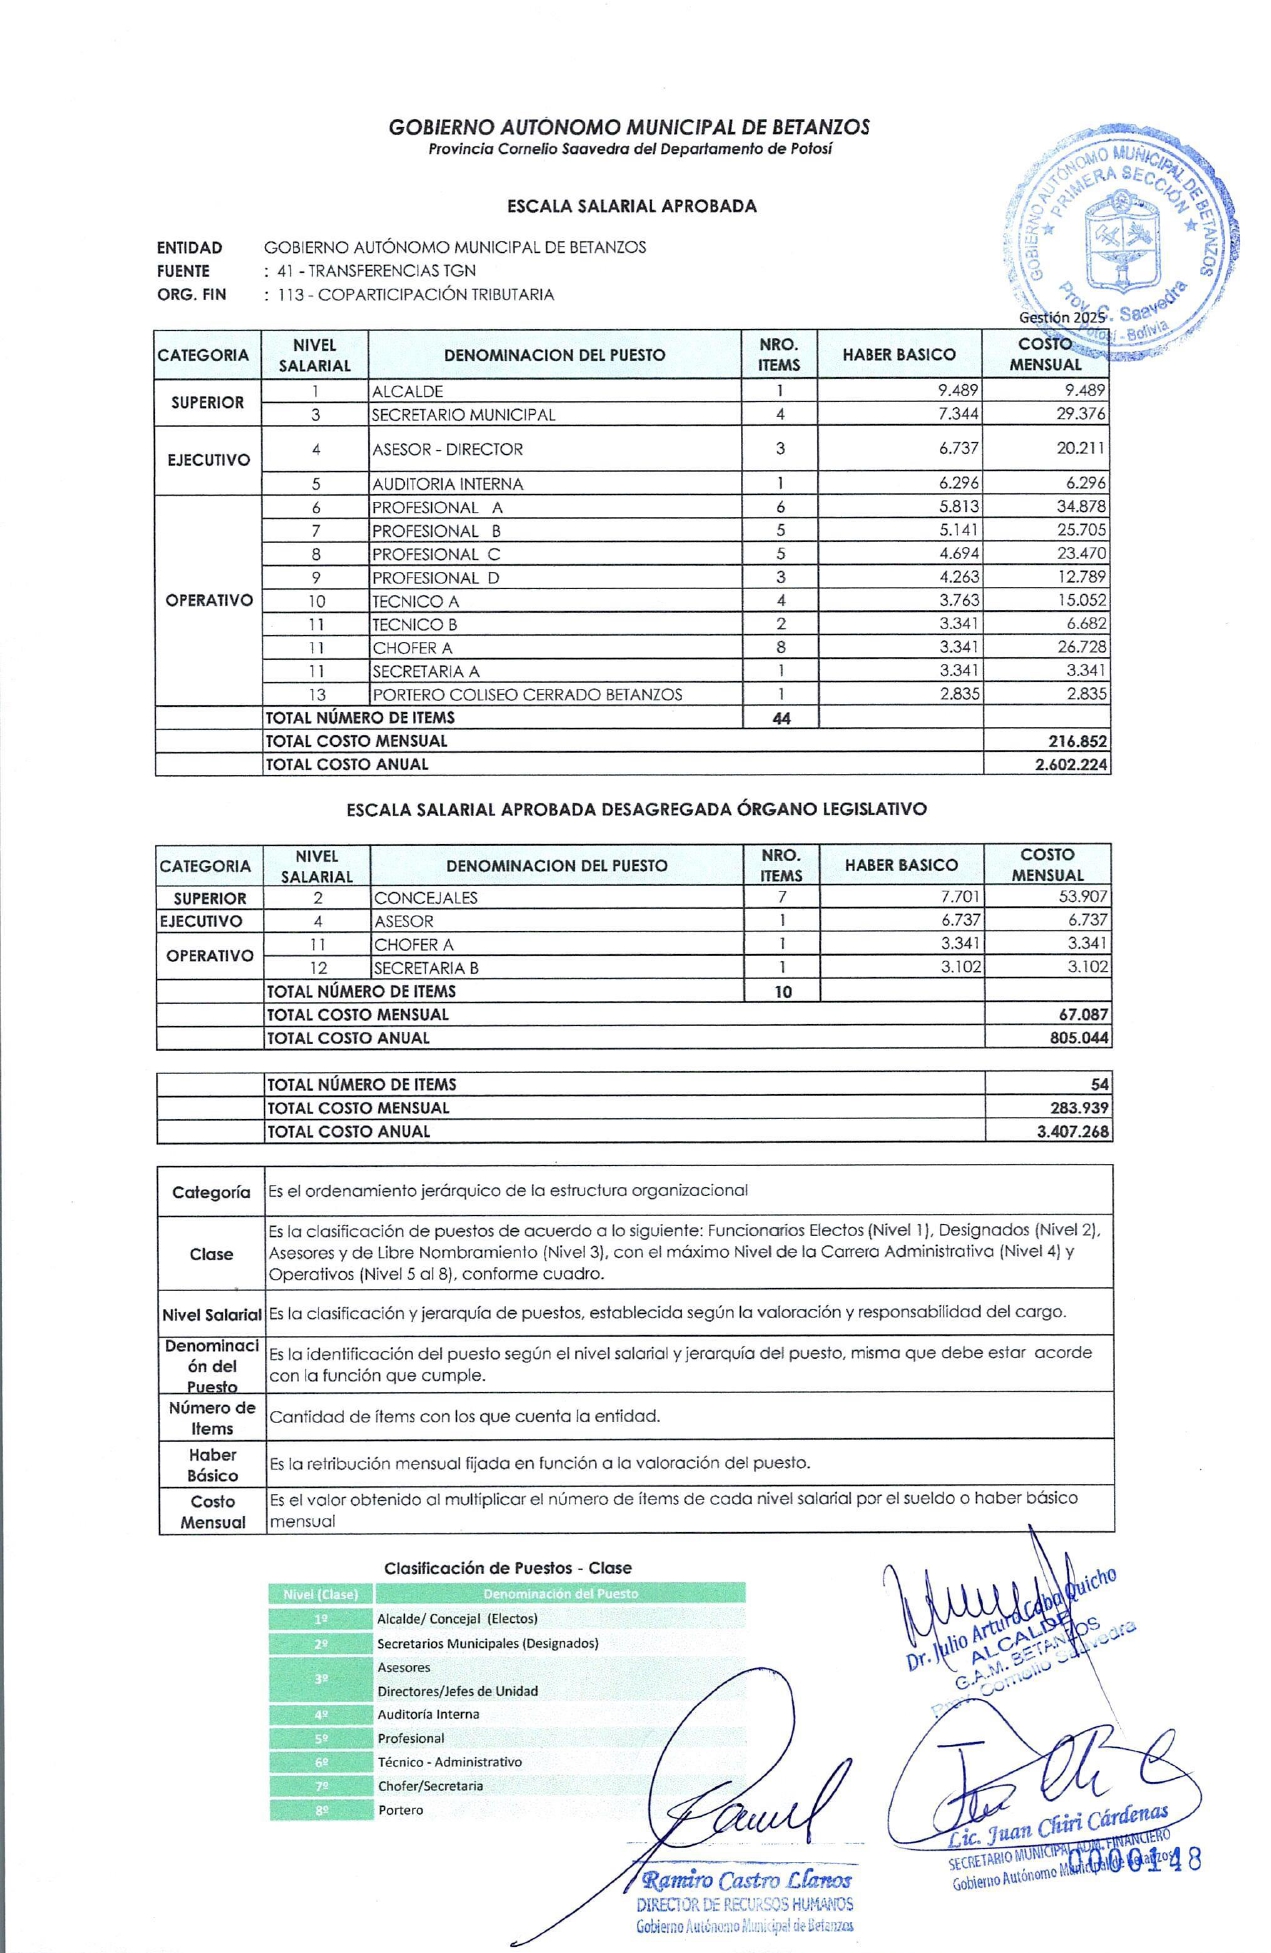 GOBIERNO AUTÓNOMO MUNICIPAL DE BETANZOS
Provincia Cornelio Saavedra del Departamento de Potosí
GOBIERNO AUTÓNOMO MUNICIPAL DE BETANZOS
★ PRIMERA SECCIÓN ★
Prov. C. Saavedra
Potosí - Bolivia
ESCALA SALARIAL APROBADA
ENTIDAD GOBIERNO AUTÓNOMO MUNICIPAL DE BETANZOS
FUENTE : 41 - TRANSFERENCIAS TGN
ORG. FIN : 113 - COPARTICIPACIÓN TRIBUTARIA
Gestión 2025
CATEGORIA NIVEL SALARIAL DENOMINACION DEL PUESTO NRO. ITEMS HABER BASICO COSTO MENSUAL
SUPERIOR 1 ALCALDE 1 9.489 9.489
3 SECRETARIO MUNICIPAL 4 7.344 29.376
EJECUTIVO 4 ASESOR - DIRECTOR 3 6.737 20.211
5 AUDITORIA INTERNA 1 6.296 6.296
OPERATIVO 6 PROFESIONAL A 6 5.813 34.878
7 PROFESIONAL B 5 5.141 25.705
8 PROFESIONAL C 5 4.694 23.470
9 PROFESIONAL D 3 4.263 12.789
10 TECNICO A 4 3.763 15.052
11 TECNICO B 2 3.341 6.682
11 CHOFER A 8 3.341 26.728
11 SECRETARIA A 1 3.341 3.341
13 PORTERO COLISEO CERRADO BETANZOS 1 2.835 2.835
TOTAL NÚMERO DE ITEMS 44
TOTAL COSTO MENSUAL 216.852
TOTAL COSTO ANUAL 2.602.224
ESCALA SALARIAL APROBADA DESAGREGADA ÓRGANO LEGISLATIVO
CATEGORIA NIVEL SALARIAL DENOMINACION DEL PUESTO NRO. ITEMS HABER BASICO COSTO MENSUAL
SUPERIOR 2 CONCEJALES 7 7.701 53.907
EJECUTIVO 4 ASESOR 1 6.737 6.737
OPERATIVO 11 CHOFER A 1 3.341 3.341
12 SECRETARIA B 1 3.102 3.102
TOTAL NÚMERO DE ITEMS 10
TOTAL COSTO MENSUAL 67.087
TOTAL COSTO ANUAL 805.044
TOTAL NÚMERO DE ITEMS 54
TOTAL COSTO MENSUAL 283.939
TOTAL COSTO ANUAL 3.407.268
Categoría Es el ordenamiento jerárquico de la estructura organizacional
Clase Es la clasificación de puestos de acuerdo a lo siguiente: Funcionarios Electos (Nivel 1), Designados (Nivel 2),
Asesores y de Libre Nombramiento (Nivel 3), con el máximo Nivel de la Carrera Administrativa (Nivel 4) y
Operativos (Nivel 5 al 8), conforme cuadro.
Nivel Salarial Es la clasificación y jerarquía de puestos, establecida según la valoración y responsabilidad del cargo.
Denominaci
ón del
Puesto
Es la identificación del puesto según el nivel salarial y jerarquía del puesto, misma que debe estar acorde
con la función que cumple.
Número de
Items
Cantidad de ítems con los que cuenta la entidad.
Haber
Básico
Es la retribución mensual fijada en función a la valoración del puesto.
Costo
Mensual
Es el valor obtenido al multiplicar el número de ítems de cada nivel salarial por el sueldo o haber básico
mensual
Clasificación de Puestos - Clase
Nivel (Clase) Denominación del Puesto
1º Alcalde/ Concejal (Electos)
2º Secretarios Municipales (Designados)
3º Asesores
Directores/Jefes de Unidad
4º Auditoría Interna
5º Profesional
6º Técnico - Administrativo
7º Chofer/Secretaria
8º Portero
Dr. Julio Arturo Caba Quicho
ALCALDE
G.A.M. BETANZOS
Prov. Cornelio Saavedra
Lic. Juan Chiri Cárdenas
SECRETARIO MUNICIPAL ADM. FINANCIERO
Gobierno Autónomo Municipal de Betanzos
0000148
Ramiro Castro Llanos
DIRECTOR DE RECURSOS HUMANOS
Gobierno Autónomo Municipal de Betanzos